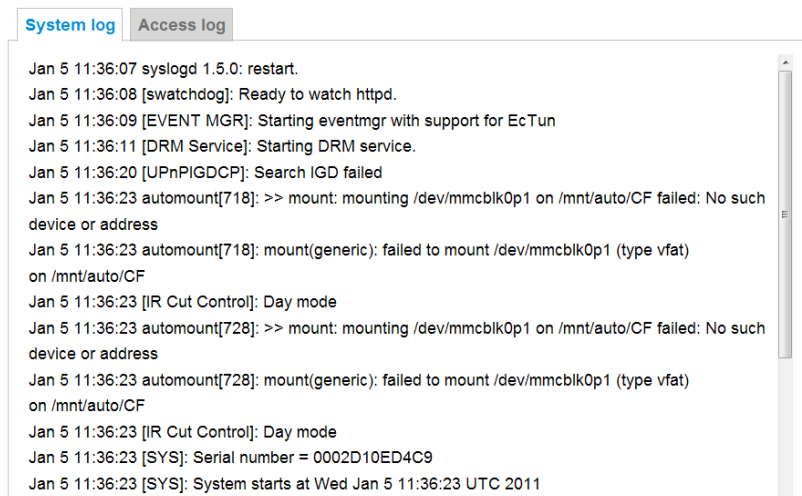 System log Access log
Jan 5 11:36:07 syslogd 1.5.0: restart.
Jan 5 11:36:08 [swatchdog]: Ready to watch httpd.
Jan 5 11:36:09 [EVENT MGR]: Starting eventmgr with support for EcTun
Jan 5 11:36:11 [DRM Service]: Starting DRM service.
Jan 5 11:36:20 [UPnPIGDCP]: Search IGD failed
Jan 5 11:36:23 automount[718]: >> mount: mounting /dev/mmcblk0p1 on /mnt/auto/CF failed: No such
device or address
Jan 5 11:36:23 automount[718]: mount(generic): failed to mount /dev/mmcblk0p1 (type vfat)
on /mnt/auto/CF
Jan 5 11:36:23 [IR Cut Control]: Day mode
Jan 5 11:36:23 automount[728]: >> mount: mounting /dev/mmcblk0p1 on /mnt/auto/CF failed: No such
device or address
Jan 5 11:36:23 automount[728]: mount(generic): failed to mount /dev/mmcblk0p1 (type vfat)
on /mnt/auto/CF
Jan 5 11:36:23 [IR Cut Control]: Day mode
Jan 5 11:36:23 [SYS]: Serial number = 0002D10ED4C9
Jan 5 11:36:23 [SYS]: System starts at Wed Jan 5 11:36:23 UTC 2011